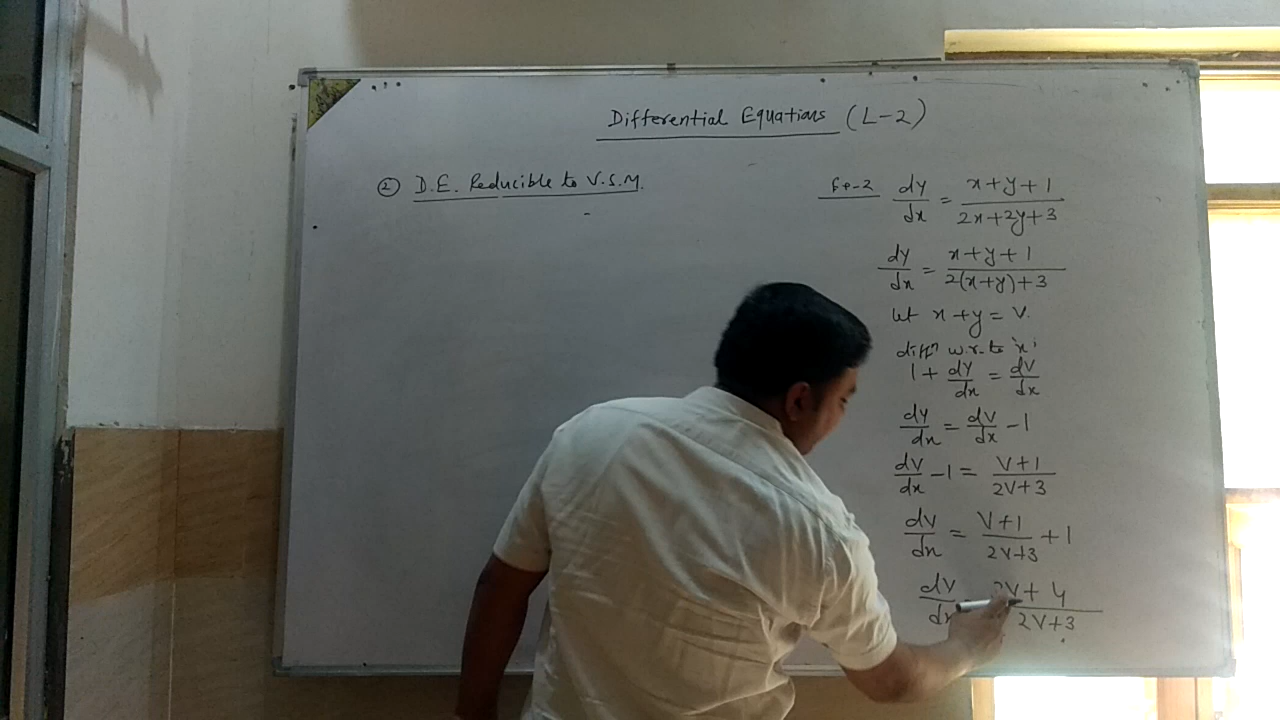 Differential Equations (L-2)
② D.E. Reducible to V.S.M.
dy/dx = x+y+1/2x+2y+3
dy/dx = x+y+1/2(x+y)+3
let x+y = v.
diffn w.r.to 'x'
1 + dy/dx = dv/dx
dy/dx = dv/dx - 1
dv/dx - 1 = v+1/2v+3
dv/dx = v+1/2v+3 + 1
dv/dx 3v+4/2v+3